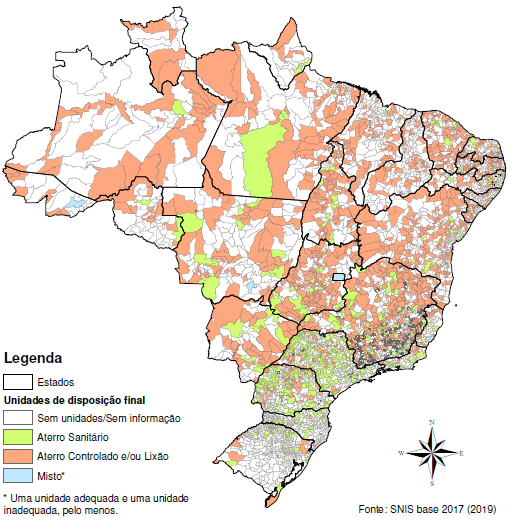 N
W
E
S
Legenda
Estados
Unidades de disposição final
Sem unidades/Sem informação
Aterro Sanitário
Aterro Controlado e/ou Lixão
Misto*
* Uma unidade adequada e uma unidade
inadequada, pelo menos.
Fonte: SNIS base 2017 (2019)